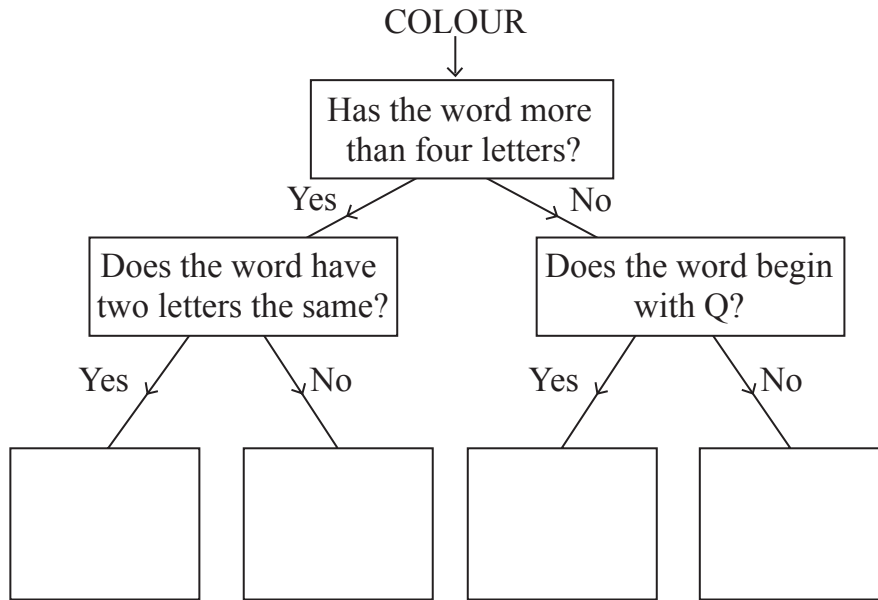 COLOUR
Has the word more
than four letters?
Yes
No
Does the word have
two letters the same?
Does the word begin
with Q?
Yes
No
Yes
No